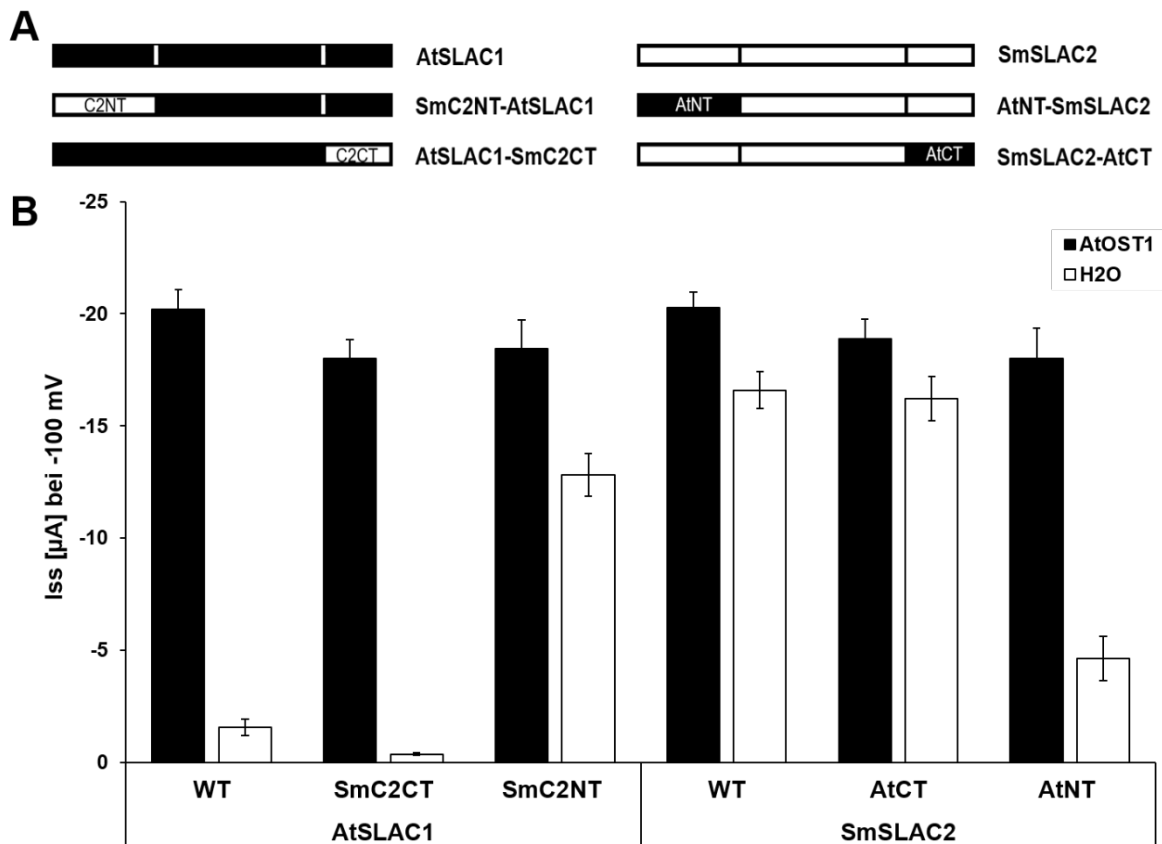 A
AtSLAC1
SmSLAC2
C2NT
SmC2NT-AtSLAC1
AtNT
AtNT-SmSLAC2
C2CT
AtSLAC1-SmC2CT
AtCT
SmSLAC2-AtCT
B
-25
-20
-15
-10
-5
0
Iss [µA] bei -100 mV
AtOST1
H2O
WT
SmC2CT
SmC2NT
WT
AtCT
AtNT
AtSLAC1
SmSLAC2